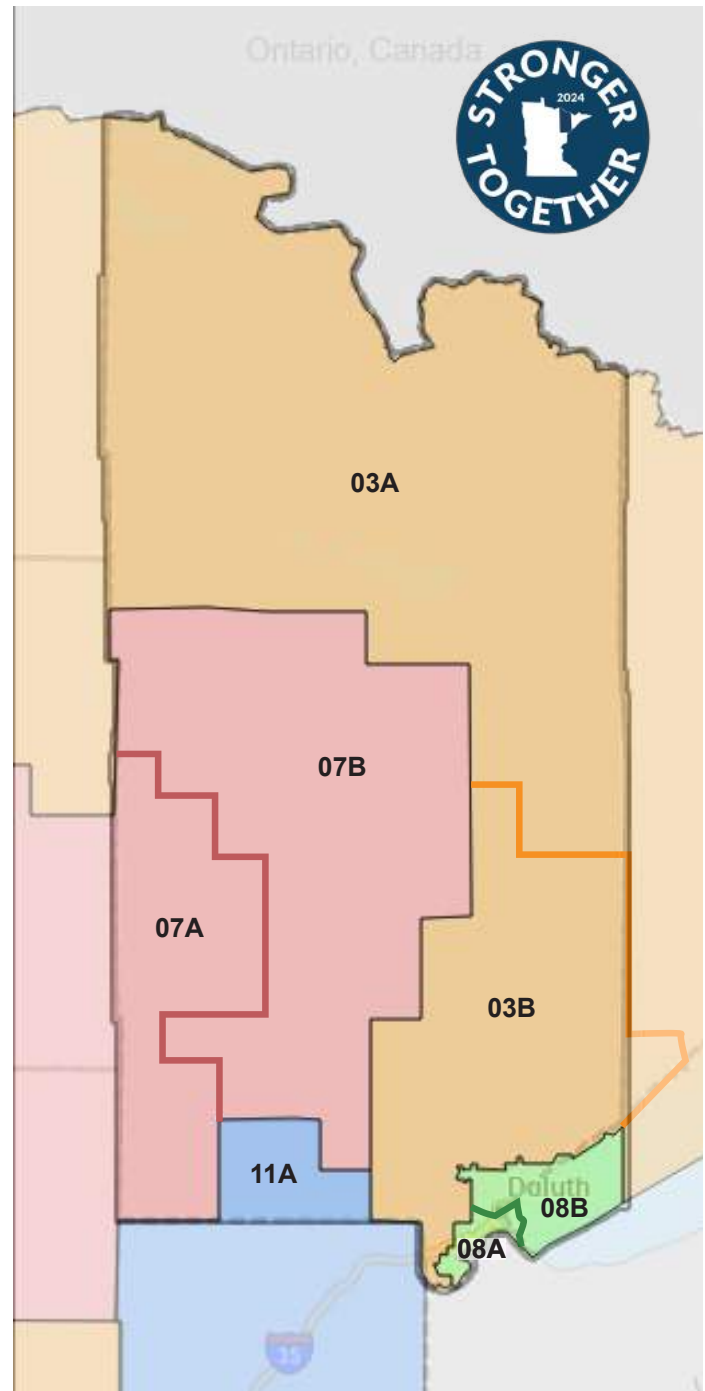 Ontario, Canada
STRONGER
2024
TOGETHER
03A
07B
07A
03B
11A
Duluth
08B
08A
35